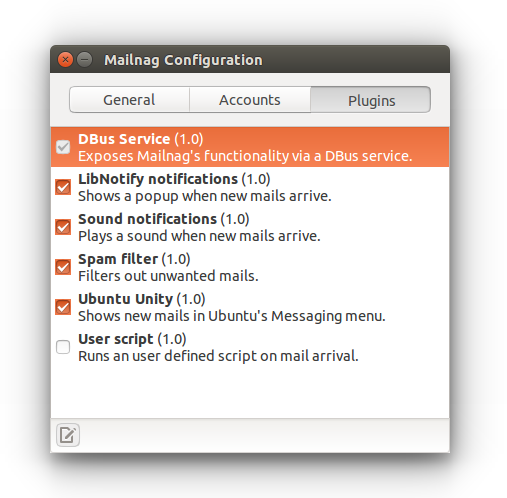 Mailnag Configuration
General Accounts Plugins
DBus Service (1.0)
Exposes Mailnag's functionality via a DBus service.
LibNotify notifications (1.0)
Shows a popup when new mails arrive.
Sound notifications (1.0)
Plays a sound when new mails arrive.
Spam filter (1.0)
Filters out unwanted mails.
Ubuntu Unity (1.0)
Shows new mails in Ubuntu's Messaging menu.
User script (1.0)
Runs an user defined script on mail arrival.